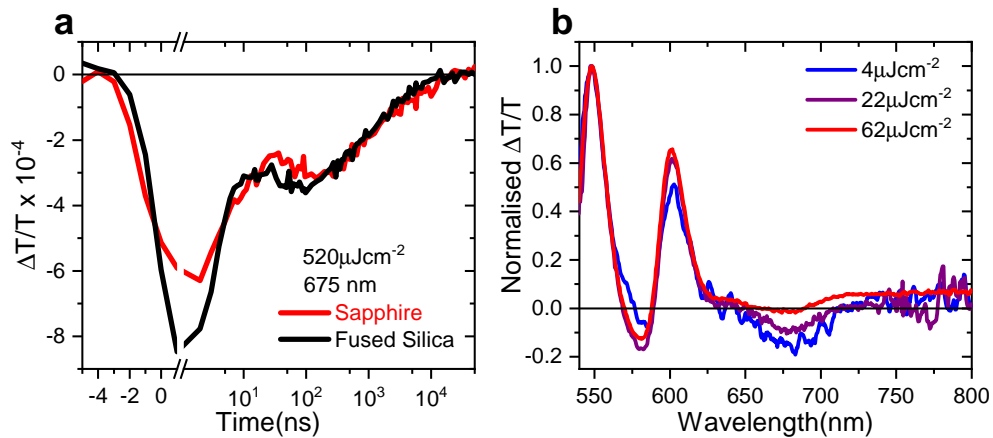 a
0
-2
-4
-6
-8
ΔT/T x 10⁻⁴
-4 -2 0 10¹ 10² 10³ 10⁴
Time(ns)
520μJcm⁻²
675 nm
Sapphire
Fused Silica
b
1.0
0.8
0.6
0.4
0.2
0.0
-0.2
Normalised ΔT/T
550 600 650 700 750 800
Wavelength(nm)
4μJcm⁻²
22μJcm⁻²
62μJcm⁻²